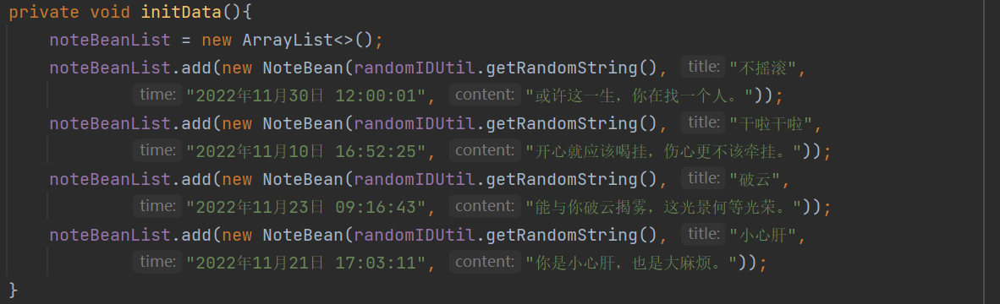 private void initData(){
noteBeanList = new ArrayList<>();
noteBeanList.add(new NoteBean(randomIDUtil.getRandomString(), title: "不摇滚",
time: "2022年11月30日 12:00:01", content: "或许这一生，你在找一个人。"));
noteBeanList.add(new NoteBean(randomIDUtil.getRandomString(), title: "干啦干啦",
time: "2022年11月10日 16:52:25", content: "开心就应该喝挂，伤心更不该牵挂。"));
noteBeanList.add(new NoteBean(randomIDUtil.getRandomString(), title: "破云",
time: "2022年11月23日 09:16:43", content: "能与你破云揭雾，这光景何等光荣。"));
noteBeanList.add(new NoteBean(randomIDUtil.getRandomString(), title: "小心肝",
time: "2022年11月21日 17:03:11", content: "你是小心肝，也是大麻烦。"));
}